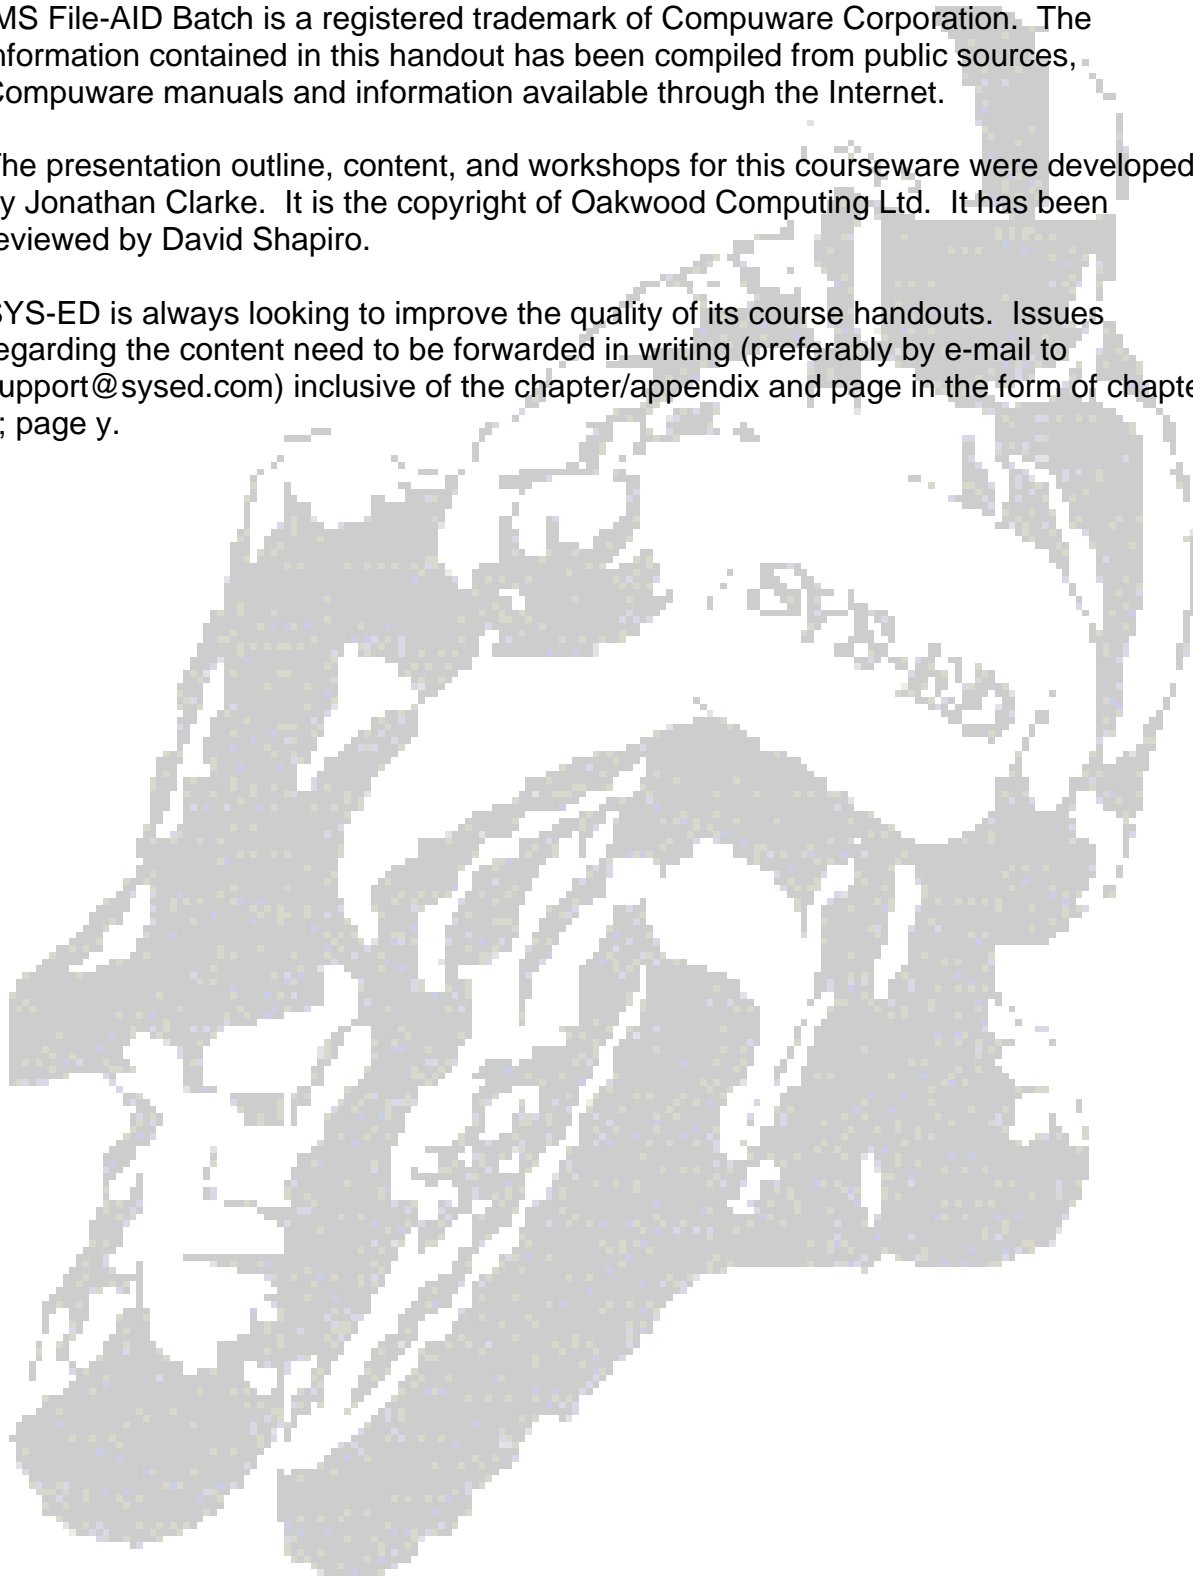 MS File-AID Batch is a registered trademark of Compuware Corporation. The
nformation contained in this handout has been compiled from public sources,
Compuware manuals and information available through the Internet.
The presentation outline, content, and workshops for this courseware were developed
y Jonathan Clarke. It is the copyright of Oakwood Computing Ltd. It has been
eviewed by David Shapiro.
SYS-ED is always looking to improve the quality of its course handouts. Issues
egarding the content need to be forwarded in writing (preferably by e-mail to
upport@sysed.com) inclusive of the chapter/appendix and page in the form of chapte
; page y.
SYS-ED